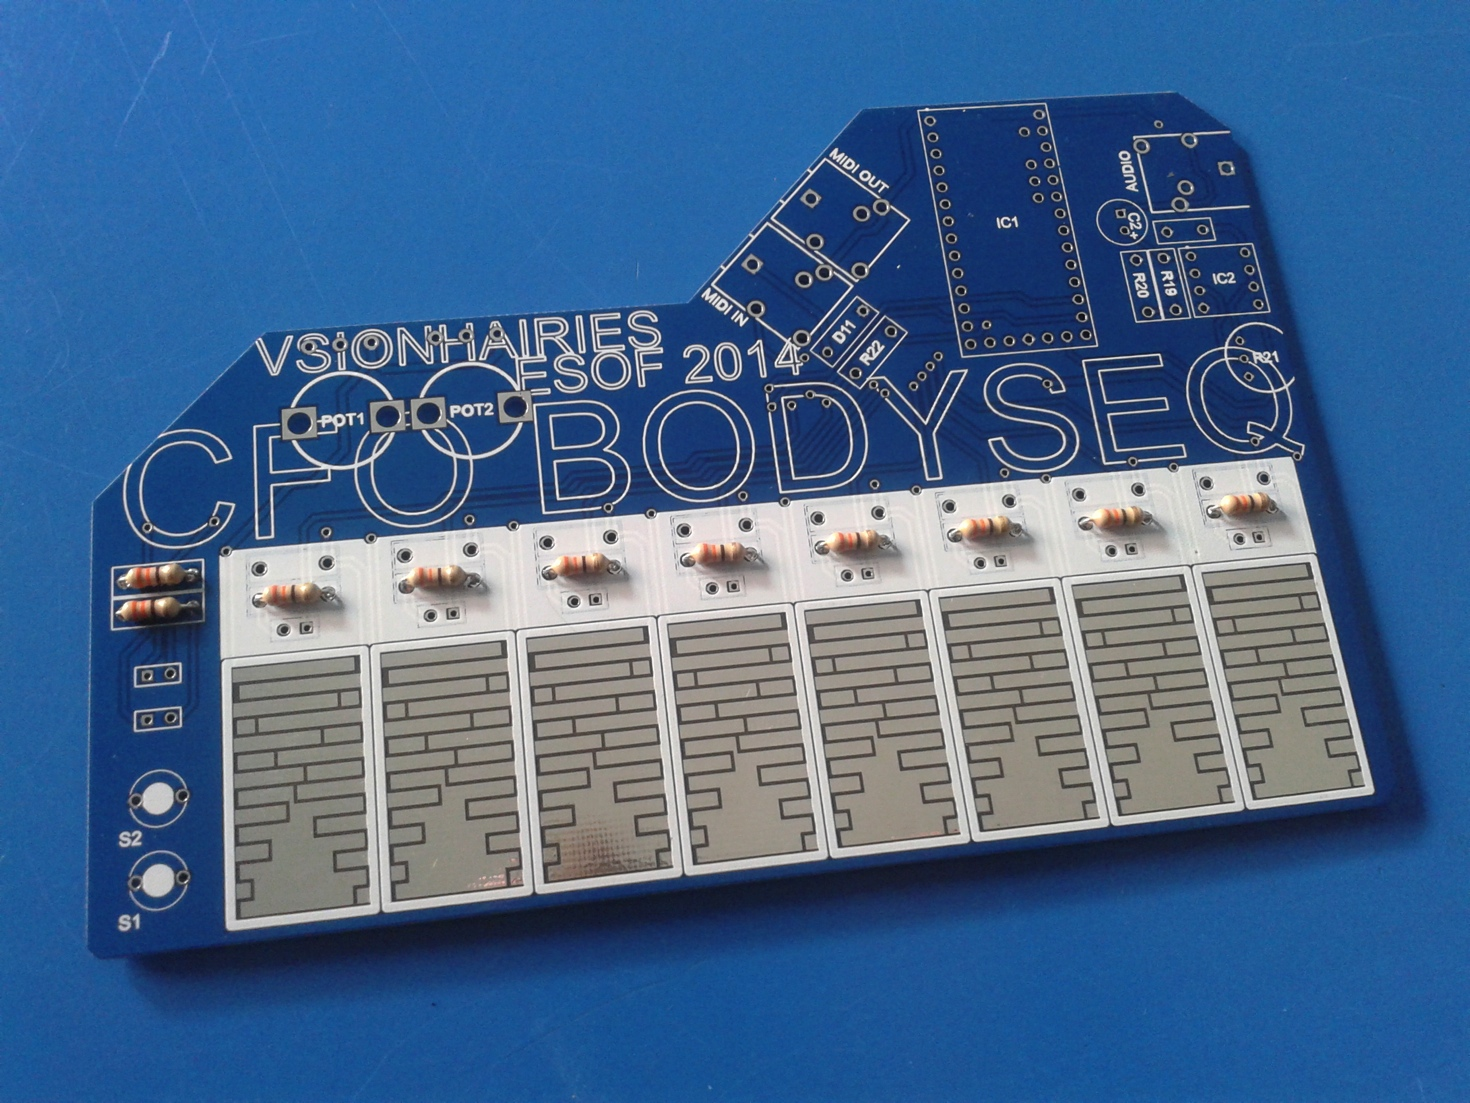 MIDI OUT
AUDIO
IC1
C2+
MIDI IN
R20
R19
IC2
D11
R22
R21
VSIONHAIRIES
ESOF 2014
POT1
POT2
CFO BODYSEQ
S2
S1